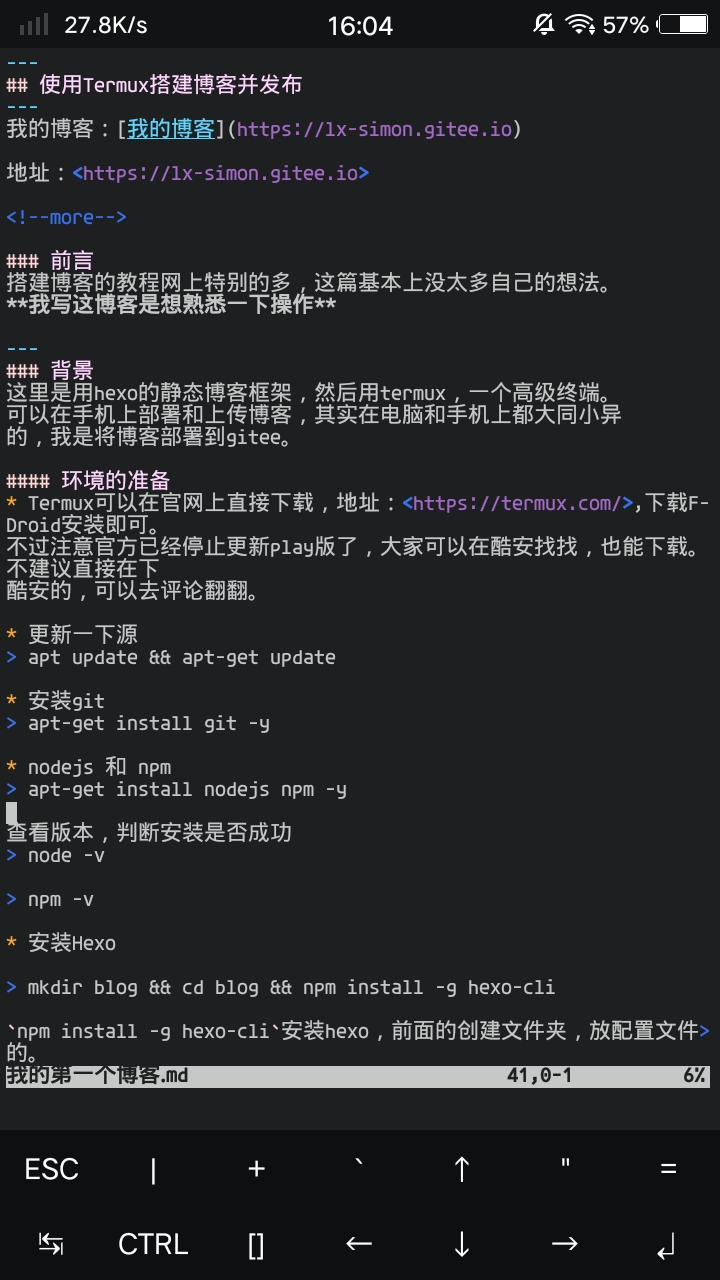 27.8K/s 16:04 57%
---
## 使用Termux搭建博客并发布
---
我的博客：[我的博客](https://lx-simon.gitee.io)
地址：<https://lx-simon.gitee.io>
<!--more-->
### 前言
搭建博客的教程网上特别的多，这篇基本上没太多自己的想法。
**我写这博客是想熟悉一下操作**
---
### 背景
这里是用hexo的静态博客框架，然后用termux，一个高级终端。
可以在手机上部署和上传博客，其实在电脑和手机上都大同小异
的，我是将博客部署到gitee。
#### 环境的准备
* Termux可以在官网上直接下载，地址：<https://termux.com/>,下载F-
Droid安装即可。
不过注意官方已经停止更新play版了，大家可以在酷安找找，也能下载。
不建议直接在下
酷安的，可以去评论翻翻。
* 更新一下源
> apt update && apt-get update
* 安装git
> apt-get install git -y
* nodejs 和 npm
> apt-get install nodejs npm -y
查看版本，判断安装是否成功
> node -v
> npm -v
* 安装Hexo
> mkdir blog && cd blog && npm install -g hexo-cli
`npm install -g hexo-cli`安装hexo，前面的创建文件夹，放配置文件>
的。
我的第一个博客.md 41,0-1 6%
ESC | + ` ↑ " =
↹ CTRL [] ← ↓ → ↲